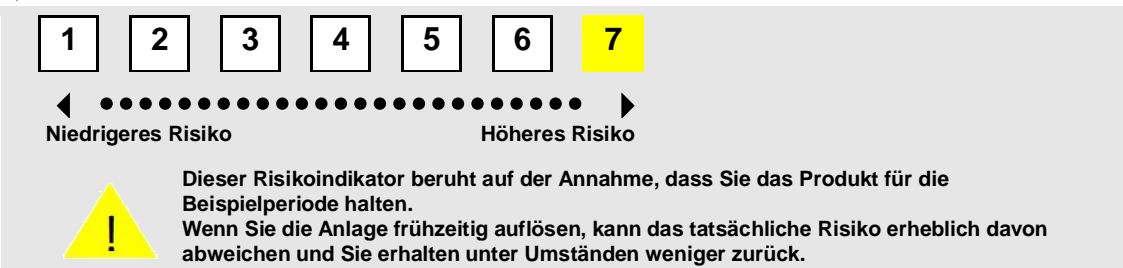 1 2 3 4 5 6 7
Niedrigeres Risiko Höheres Risiko
!
Dieser Risikoindikator beruht auf der Annahme, dass Sie das Produkt für die
Beispielperiode halten.
Wenn Sie die Anlage frühzeitig auflösen, kann das tatsächliche Risiko erheblich davon
abweichen und Sie erhalten unter Umständen weniger zurück.